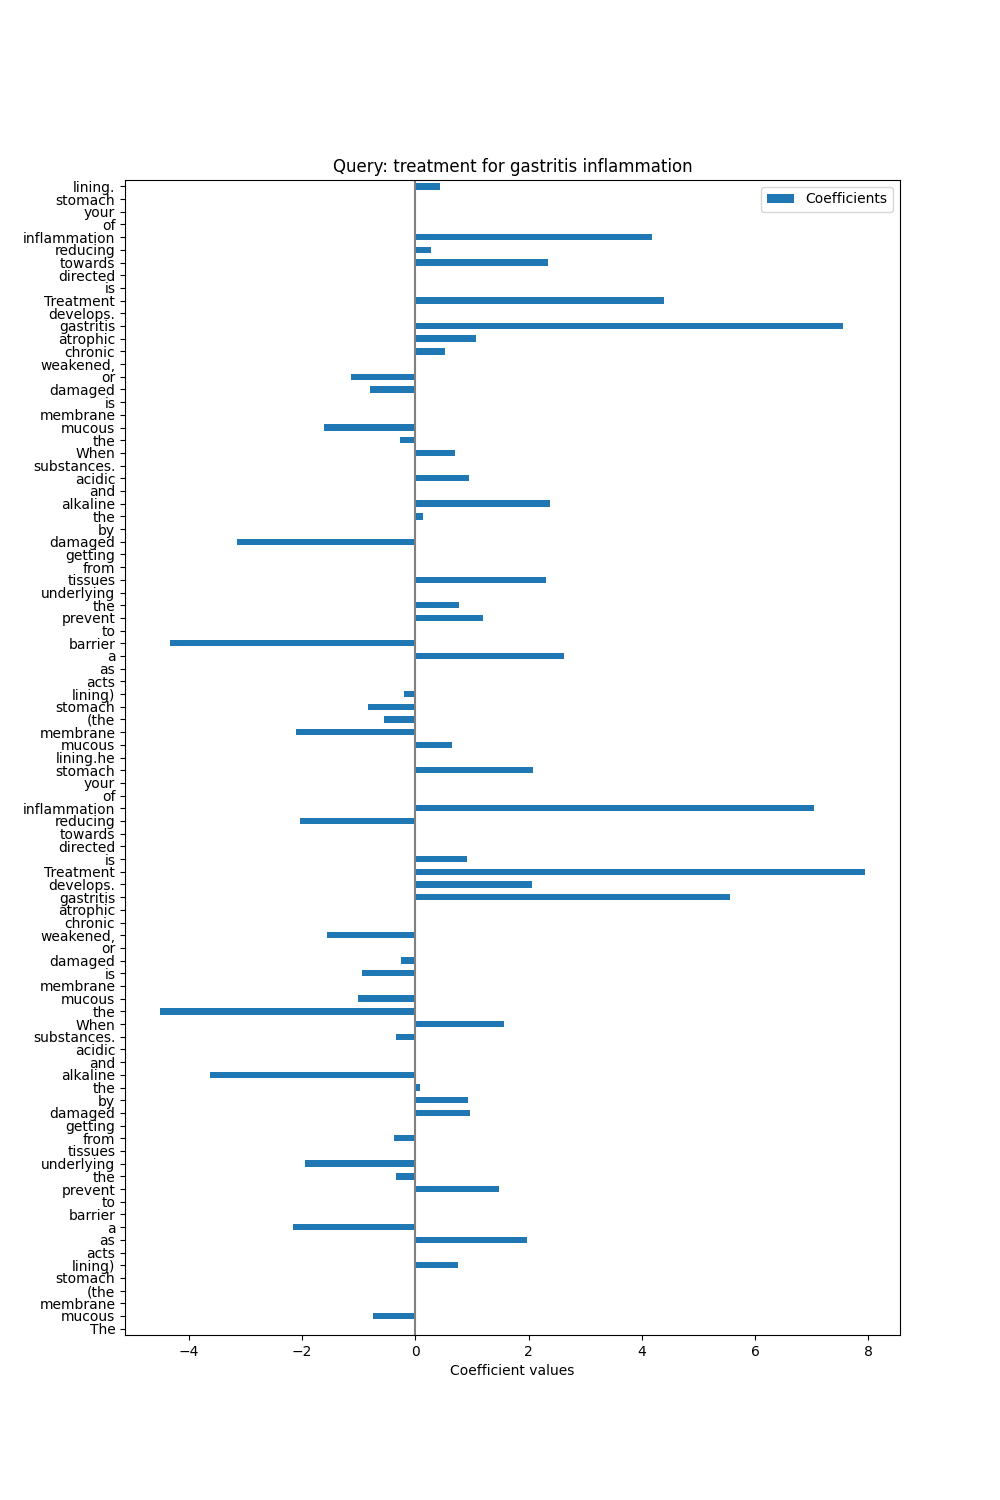 Query: treatment for gastritis inflammation
Coefficients
lining.
stomach
your
of
inflammation
reducing
towards
directed
is
Treatment
develops.
gastritis
atrophic
chronic
weakened,
or
damaged
is
membrane
mucous
the
When
substances.
acidic
and
alkaline
the
by
damaged
getting
from
tissues
underlying
the
prevent
to
barrier
a
as
acts
lining)
stomach
(the
membrane
mucous
lining.he
stomach
your
of
inflammation
reducing
towards
directed
is
Treatment
develops.
gastritis
atrophic
chronic
weakened,
or
damaged
is
membrane
mucous
the
When
substances.
acidic
and
alkaline
the
by
damaged
getting
from
tissues
underlying
the
prevent
to
barrier
a
as
acts
lining)
stomach
(the
membrane
mucous
The
−4 −2 0 2 4 6 8
Coefficient values